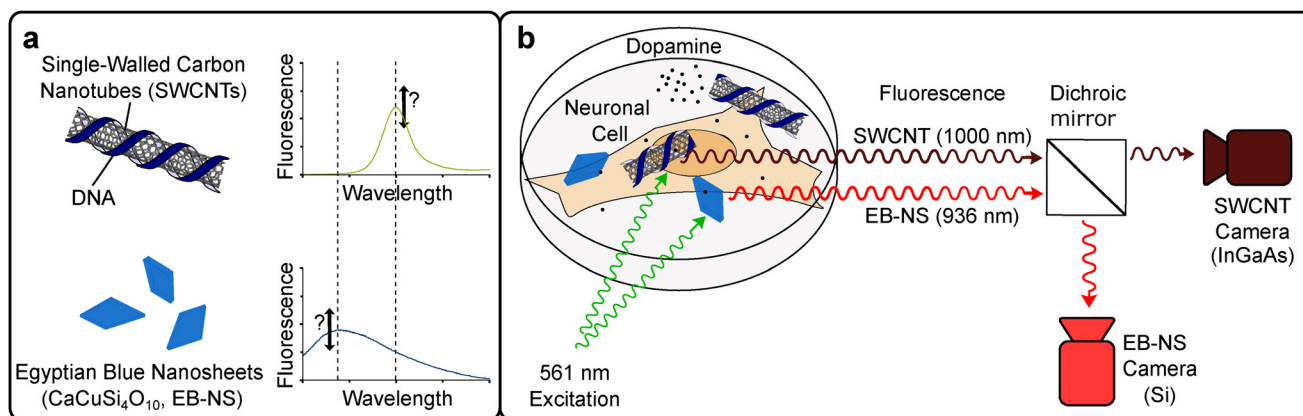 a
Single-Walled Carbon
Nanotubes (SWCNTs)
DNA
Fluorescence
?
Wavelength
Egyptian Blue Nanosheets
(CaCuSi₄O₁₀, EB-NS)
Fluorescence
?
Wavelength
b
Dopamine
Neuronal
Cell
561 nm
Excitation
Fluorescence
SWCNT (1000 nm)
EB-NS (936 nm)
Dichroic
mirror
SWCNT
Camera
(InGaAs)
EB-NS
Camera
(Si)